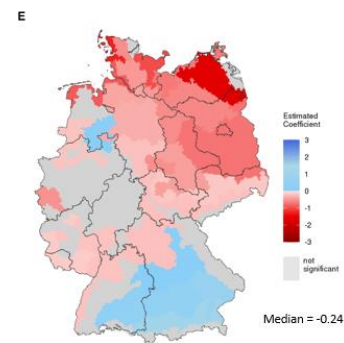 E
Estimated
Coefficient
3
2
1
0
-1
-2
-3
not
significant
Median = -0.24